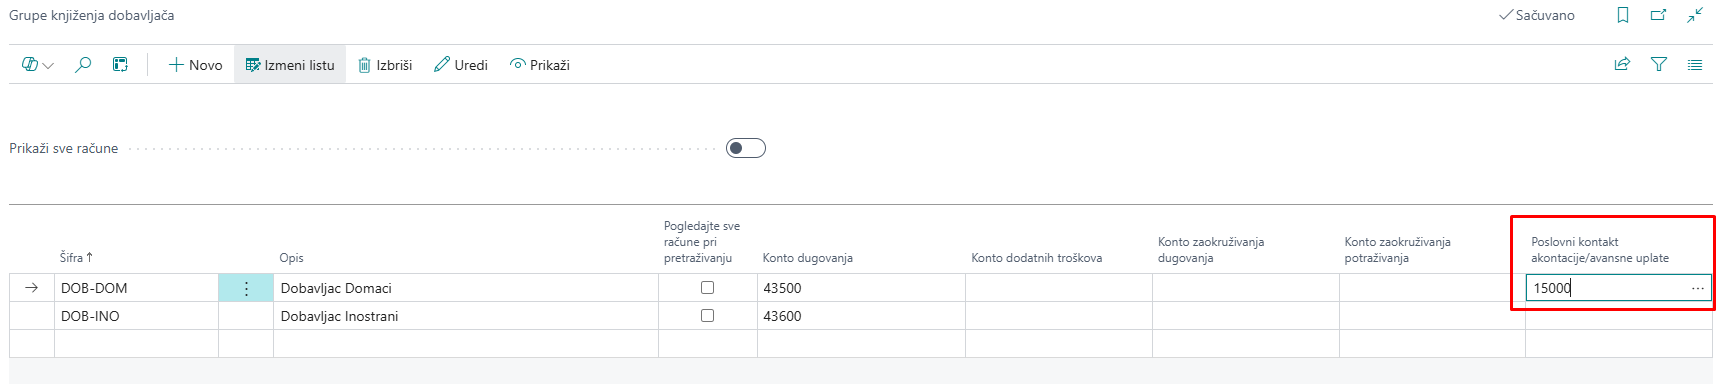 Grupe knjiženja dobavljača
Sačuvano
Novo
Izmeni listu
Izbriši
Uredi
Prikaži
Prikaži sve račune
Šifra ↑
Opis
Pogledajte sve
račune pri
pretraživanju
Konto dugovanja
Konto dodatnih troškova
Konto zaokruživanja
dugovanja
Konto zaokruživanja
potraživanja
Poslovni kontakt
akontacije/avansne uplate
DOB-DOM
Dobavljac Domaci
43500
15000
DOB-INO
Dobavljac Inostrani
43600